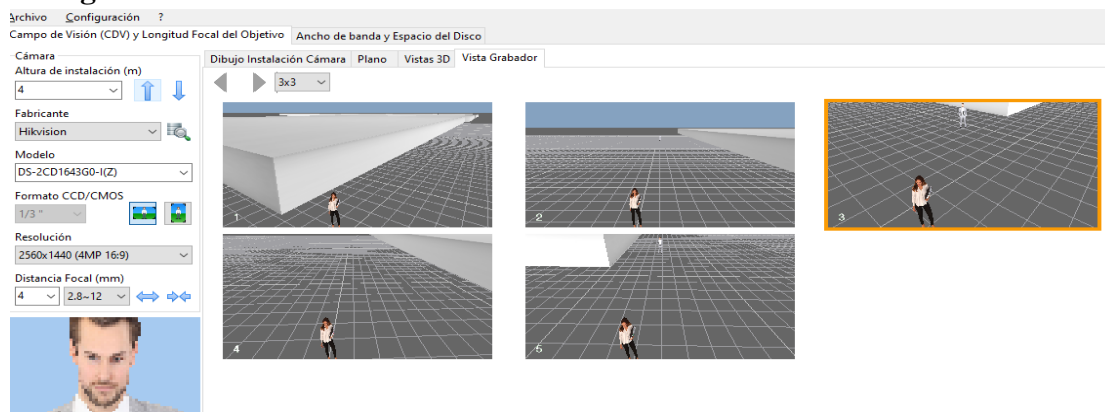 Archivo Configuración ?
Campo de Visión (CDV) y Longitud Focal del Objetivo Ancho de banda y Espacio del Disco
Cámara
Altura de instalación (m)
4
Fabricante
Hikvision
Modelo
DS-2CD1643G0-I(Z)
Formato CCD/CMOS
1/3 "
Resolución
2560x1440 (4MP 16:9)
Distancia Focal (mm)
4 2.8~12
Dibujo Instalación Cámara Plano Vistas 3D Vista Grabador
3x3
1
2
3
4
5